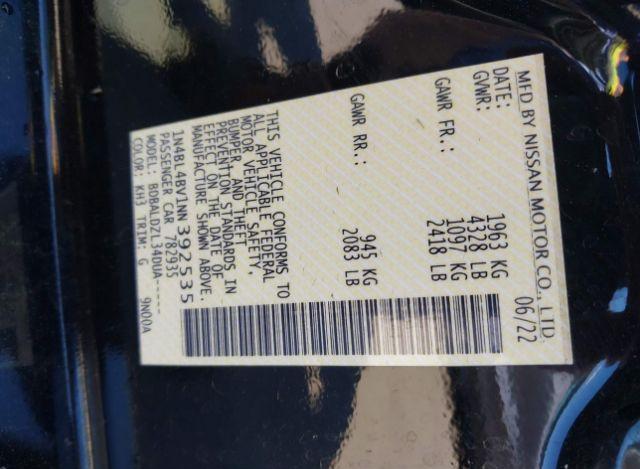 MFD BY NISSAN MOTOR CO., LTD.
DATE: 06/22
GVWR: 1963 KG
4328 LB
GAWR FR.: 1097 KG
2418 LB
GAWR RR.: 945 KG
2083 LB
THIS VEHICLE CONFORMS TO
ALL APPLICABLE FEDERAL
MOTOR VEHICLE SAFETY,
BUMPER, AND THEFT
PREVENTION STANDARDS IN
EFFECT ON THE DATE OF
MANUFACTURE SHOWN ABOVE.
1N4BL4BV1NN392535
PASSENGER CAR 782935
MODEL: BDBALDZL34DUA-----
COLOR: KH3 TRIM: G 9N00A